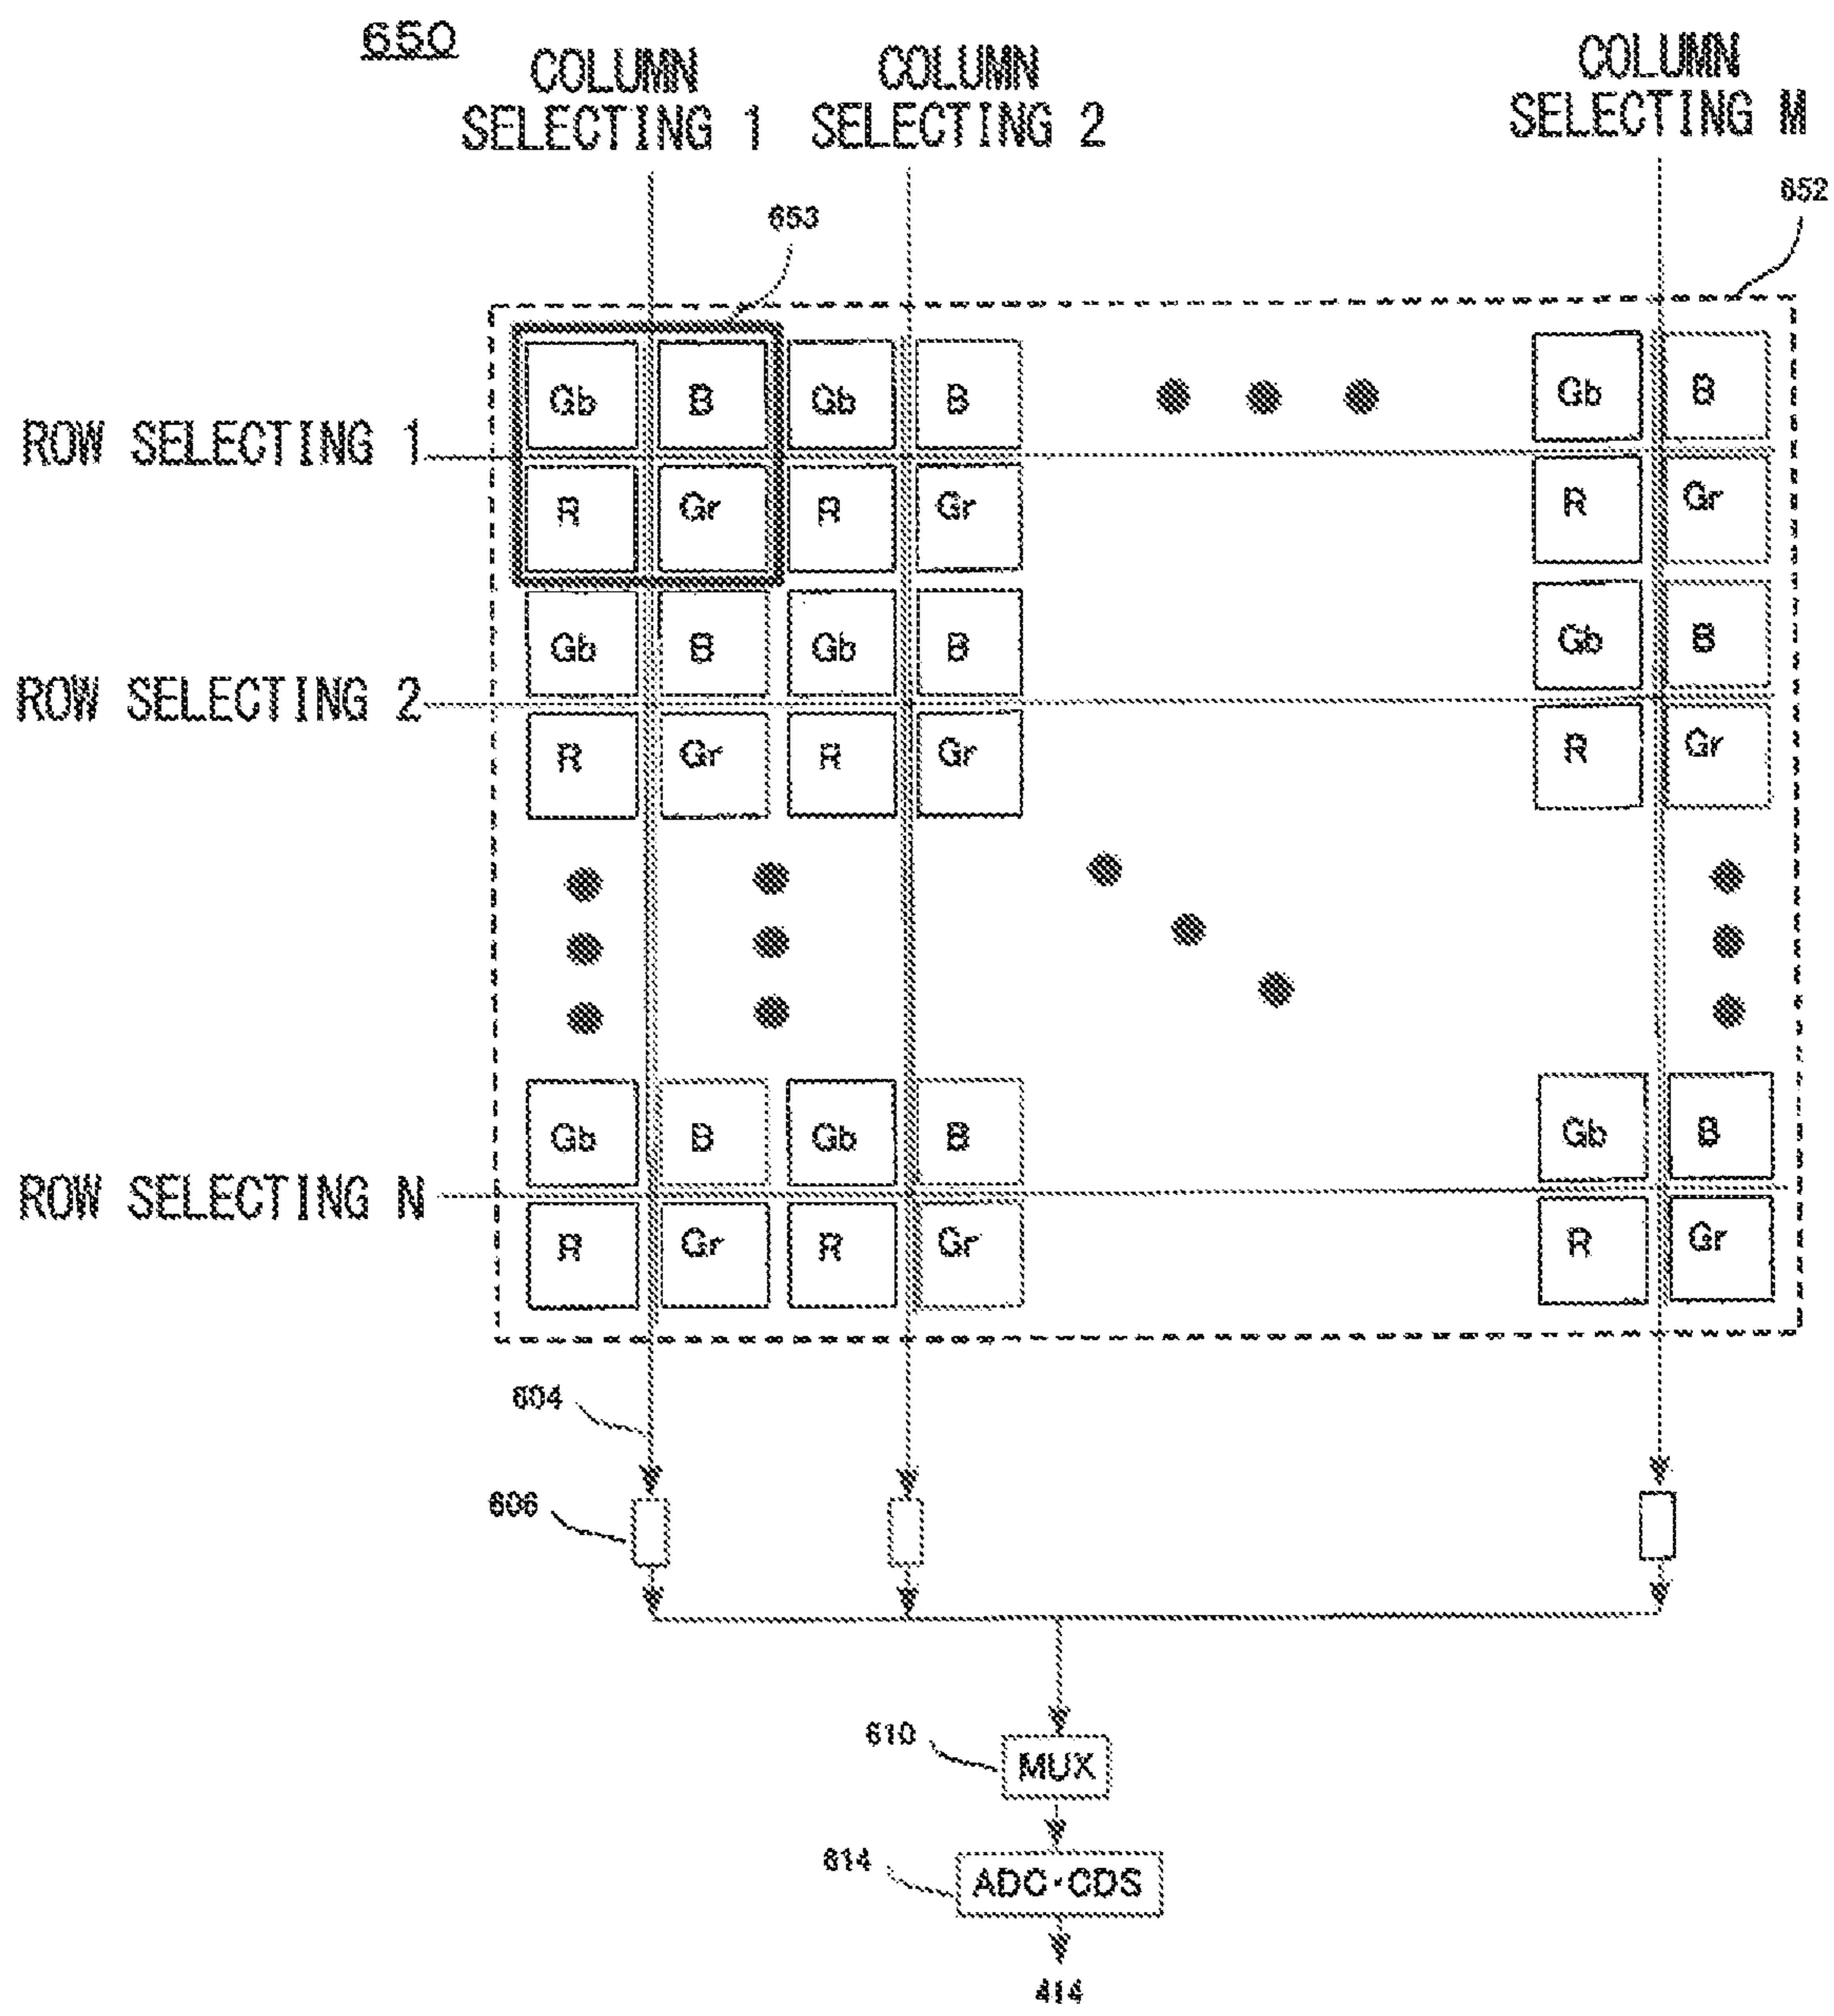 650
COLUMN SELECTING 1
COLUMN SELECTING 2
COLUMN SELECTING M
653
652
Gb B Gb B Gb B
ROW SELECTING 1
R Gr R Gr R Gr
Gb B Gb B Gb B
ROW SELECTING 2
R Gr R Gr R Gr
Gb B Gb B Gb B
ROW SELECTING N
R Gr R Gr R Gr
604
606
610
MUX
614
ADC·CDS
414